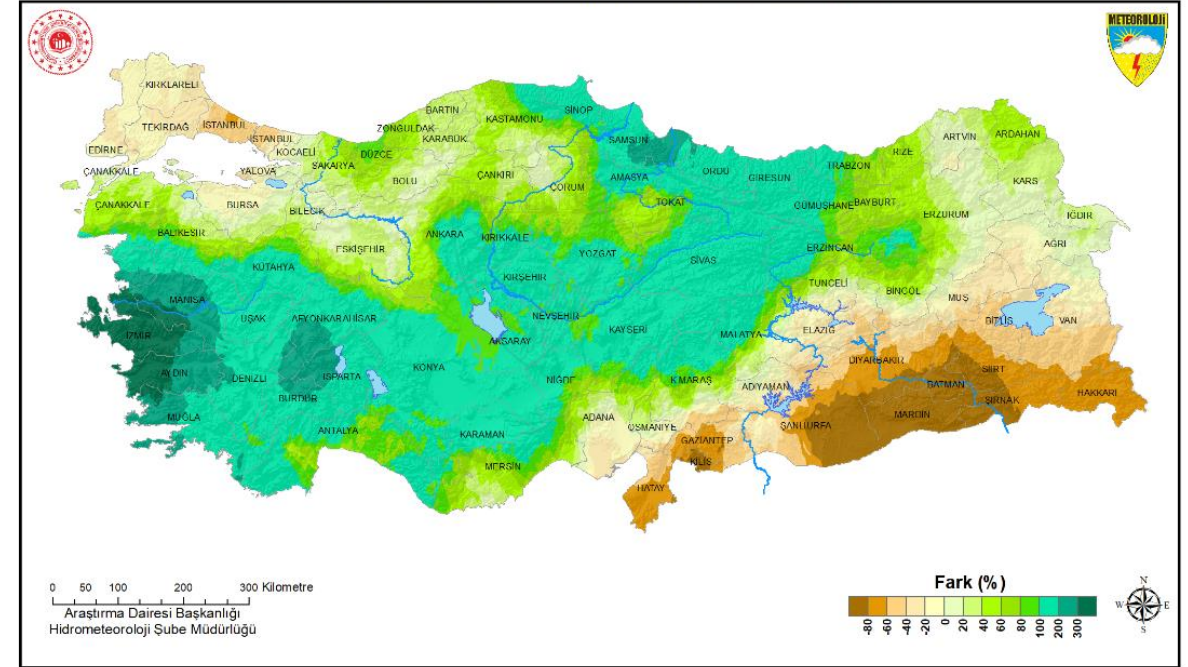 METEOROLOJİ
KIRKLARELİ
TEKİRDAĞ
İSTANBUL
İSTANBUL
EDİRNE
KOCAELİ
ÇANAKKALE
YALOVA
SAKARYA
DÜZCE
ZONGULDAK
BARTIN
KARABÜK
KASTAMONU
SİNOP
SAMSUN
BOLU
ÇANKIRI
ÇORUM
AMASYA
ORDU
GİRESUN
TRABZON
RİZE
ARTVİN
ARDAHAN
KARS
ÇANAKKALE
BURSA
BİLECİK
TOKAT
GÜMÜŞHANE
BAYBURT
ERZURUM
IĞDIR
BALIKESİR
ESKİŞEHİR
ANKARA
KIRIKKALE
YOZGAT
SİVAS
ERZİNCAN
AĞRI
KÜTAHYA
KIRŞEHİR
TUNCELİ
BİNGÖL
MUŞ
MANİSA
UŞAK
AFYONKARAHİSAR
NEVŞEHİR
KAYSERİ
MALATYA
ELAZIĞ
BİTLİS
VAN
İZMİR
AKSARAY
DİYARBAKIR
SİİRT
AYDIN
DENİZLİ
ISPARTA
KONYA
NİĞDE
K.MARAŞ
ADIYAMAN
BATMAN
ŞIRNAK
HAKKARİ
BURDUR
MUĞLA
ANTALYA
KARAMAN
ADANA
OSMANİYE
GAZİANTEP
ŞANLIURFA
MARDİN
KİLİS
MERSİN
HATAY
0 50 100 200 300 Kilometre
Araştırma Dairesi Başkanlığı
Hidrometeoroloji Şube Müdürlüğü
Fark (%)
-80 -60 -40 -20 0 20 40 60 80 100 200 300
N
W E
S